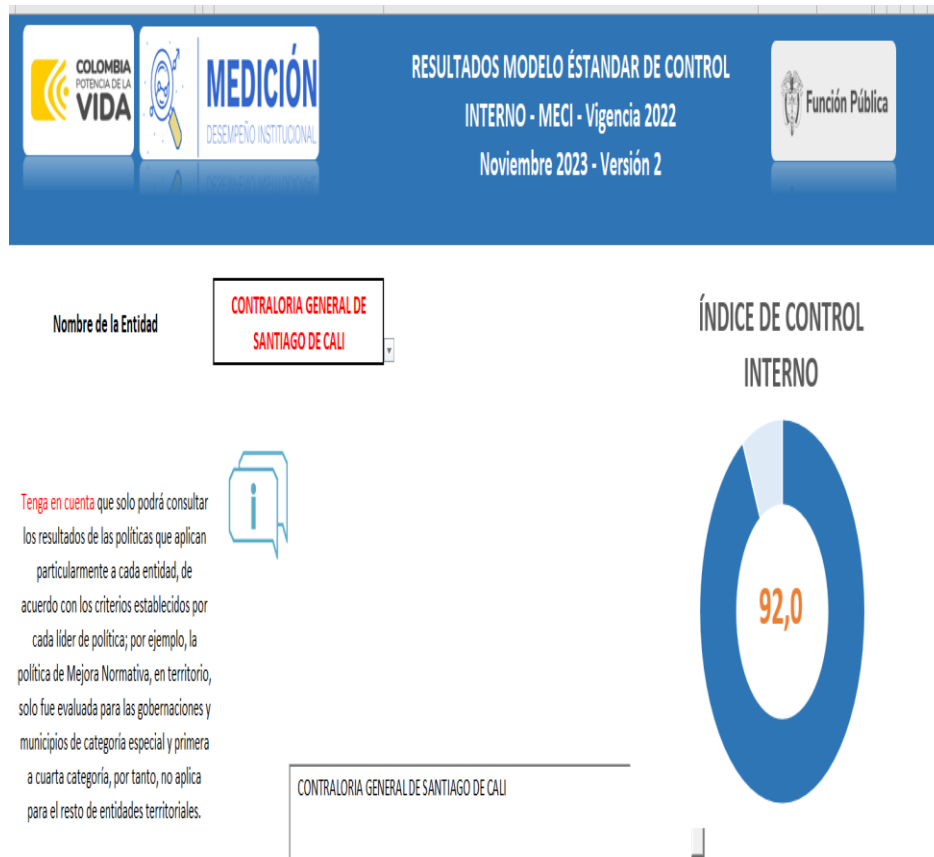 COLOMBIA
POTENCIA DE LA
VIDA
MEDICIÓN
DESEMPEÑO INSTITUCIONAL
RESULTADOS MODELO ÉSTANDAR DE CONTROL
INTERNO - MECI - Vigencia 2022
Noviembre 2023 - Versión 2
Función Pública
Nombre de la Entidad
CONTRALORIA GENERAL DE
SANTIAGO DE CALI
ÍNDICE DE CONTROL
INTERNO
92,0
i
Tenga en cuenta que solo podrá consultar
los resultados de las políticas que aplican
particularmente a cada entidad, de
acuerdo con los criterios establecidos por
cada líder de política; por ejemplo, la
política de Mejora Normativa, en territorio,
solo fue evaluada para las gobernaciones y
municipios de categoría especial y primera
a cuarta categoría, por tanto, no aplica
para el resto de entidades territoriales.
CONTRALORIA GENERAL DE SANTIAGO DE CALI